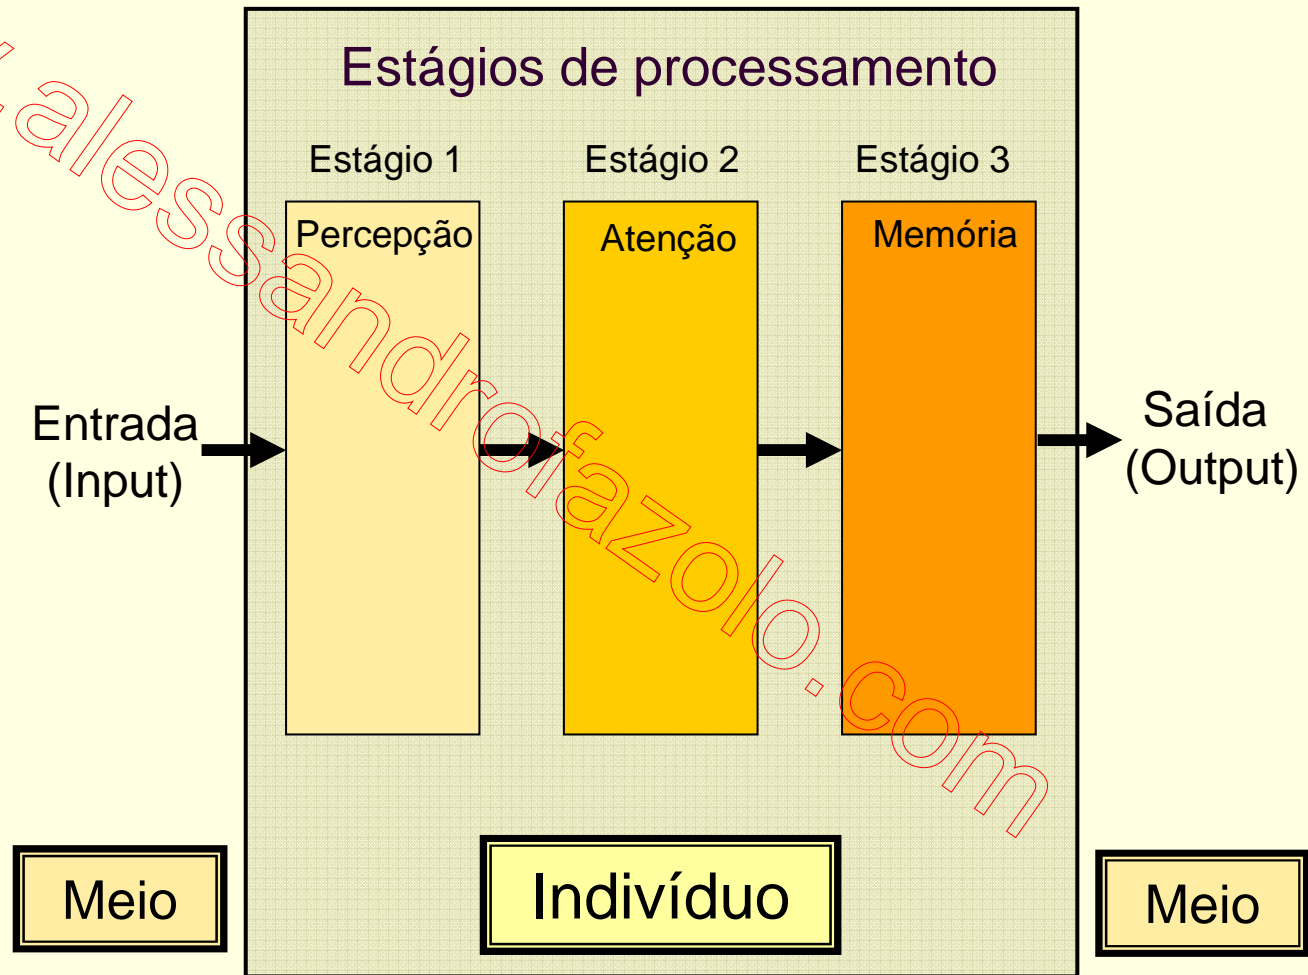 Estágios de processamento
Estágio 1
Estágio 2
Estágio 3
Percepção
Atenção
Memória
Entrada
(Input)
Saída
(Output)
Meio
Indivíduo
Meio
.alessandrofazolo.com